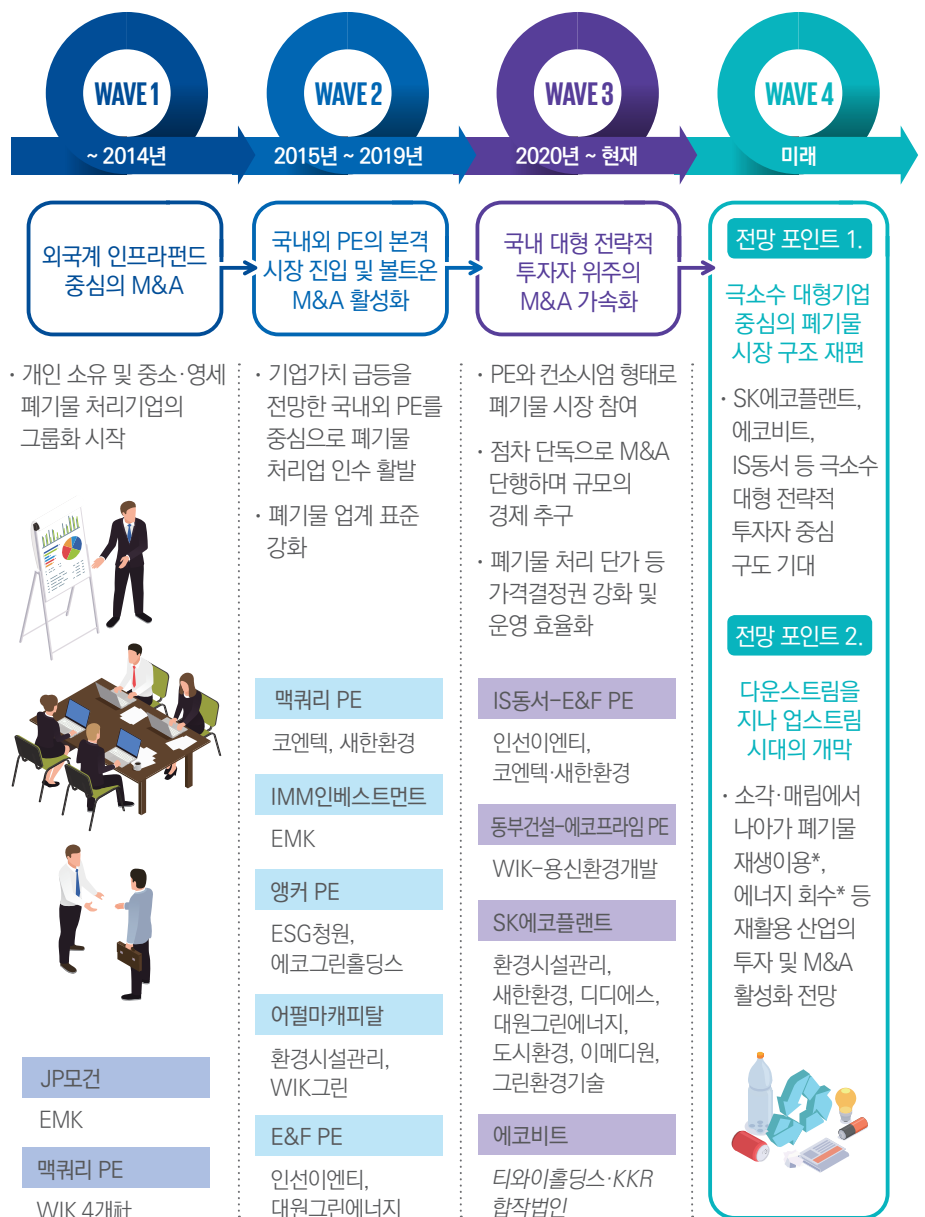 WAVE 1
~ 2014년
외국계 인프라펀드
중심의 M&A
· 개인 소유 및 중소·영세
폐기물 처리기업의
그룹화 시작
JP모건
EMK
맥쿼리 PE
WIK 4개社
WAVE 2
2015년 ~ 2019년
국내외 PE의 본격
시장 진입 및 볼트온
M&A 활성화
· 기업가치 급등을
전망한 국내외 PE를
중심으로 폐기물
처리업 인수 활발
· 폐기물 업계 표준
강화
맥쿼리 PE
코엔텍, 새한환경
IMM인베스트먼트
EMK
앵커 PE
ESG청원,
에코그린홀딩스
어펄마캐피탈
환경시설관리,
WIK그린
E&F PE
인선이엔티,
대원그린에너지
WAVE 3
2020년 ~ 현재
국내 대형 전략적
투자자 위주의
M&A 가속화
· PE와 컨소시엄 형태로
폐기물 시장 참여
· 점차 단독으로 M&A
단행하며 규모의
경제 추구
· 폐기물 처리 단가 등
가격결정권 강화 및
운영 효율화
IS동서-E&F PE
인선이엔티,
코엔텍·새한환경
동부건설-에코프라임 PE
WIK-용신환경개발
SK에코플랜트
환경시설관리,
새한환경, 디디에스,
대원그린에너지,
도시환경, 이메디원,
그린환경기술
에코비트
티와이홀딩스·KKR
합작법인
WAVE 4
미래
전망 포인트 1.
극소수 대형기업
중심의 폐기물
시장 구조 재편
· SK에코플랜트,
에코비트,
IS동서 등 극소수
대형 전략적
투자자 중심
구도 기대
전망 포인트 2.
다운스트림을
지나 업스트림
시대의 개막
· 소각·매립에서
나아가 폐기물
재생이용*,
에너지 회수* 등
재활용 산업의
투자 및 M&A
활성화 전망